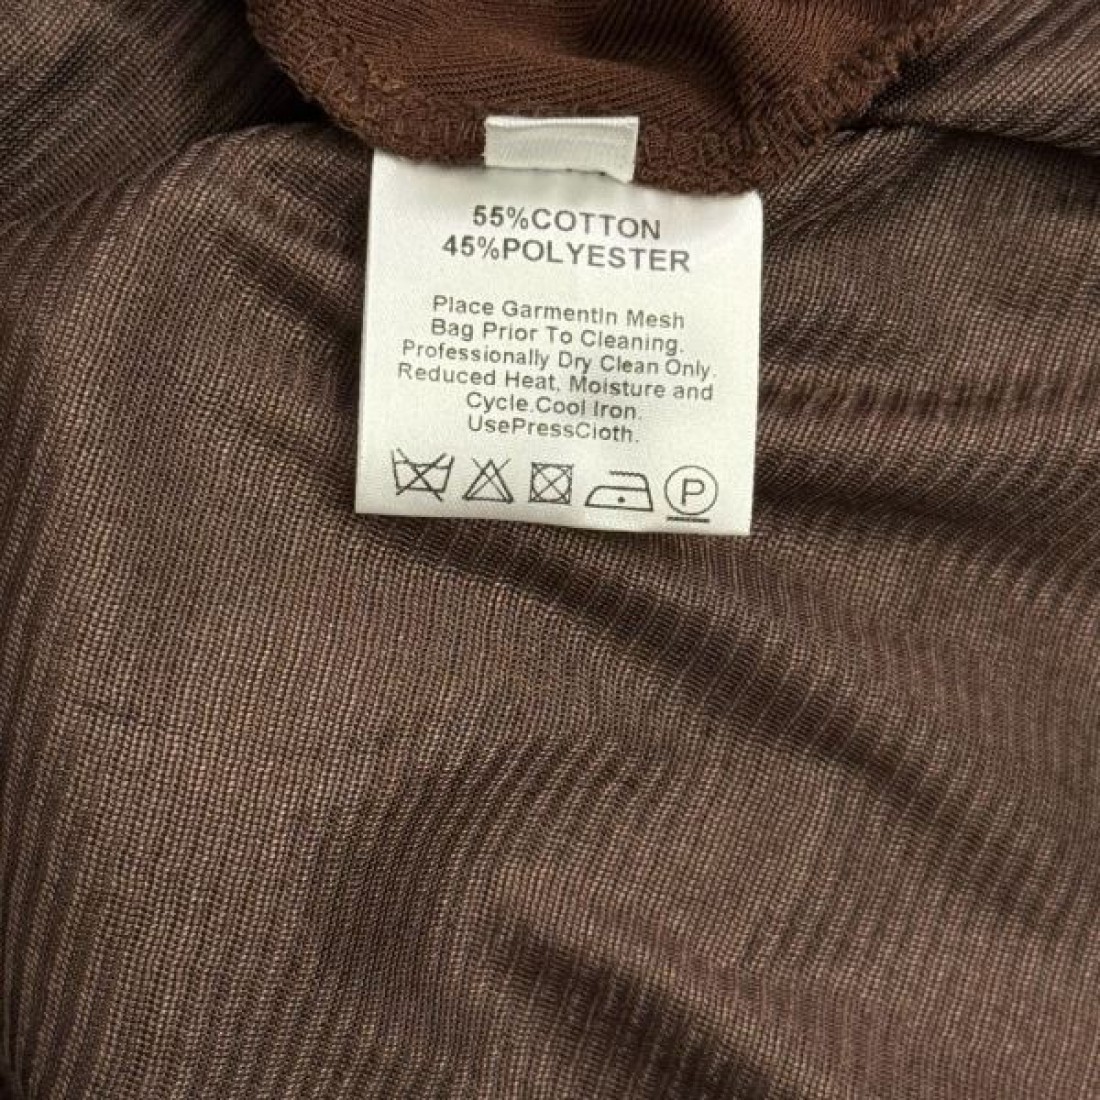 55%COTTON
45%POLYESTER
Place GarmentIn Mesh
Bag Prior To Cleaning.
Professionally Dry Clean Only.
Reduced Heat, Moisture and
Cycle.Cool Iron.
UsePressCloth.
P